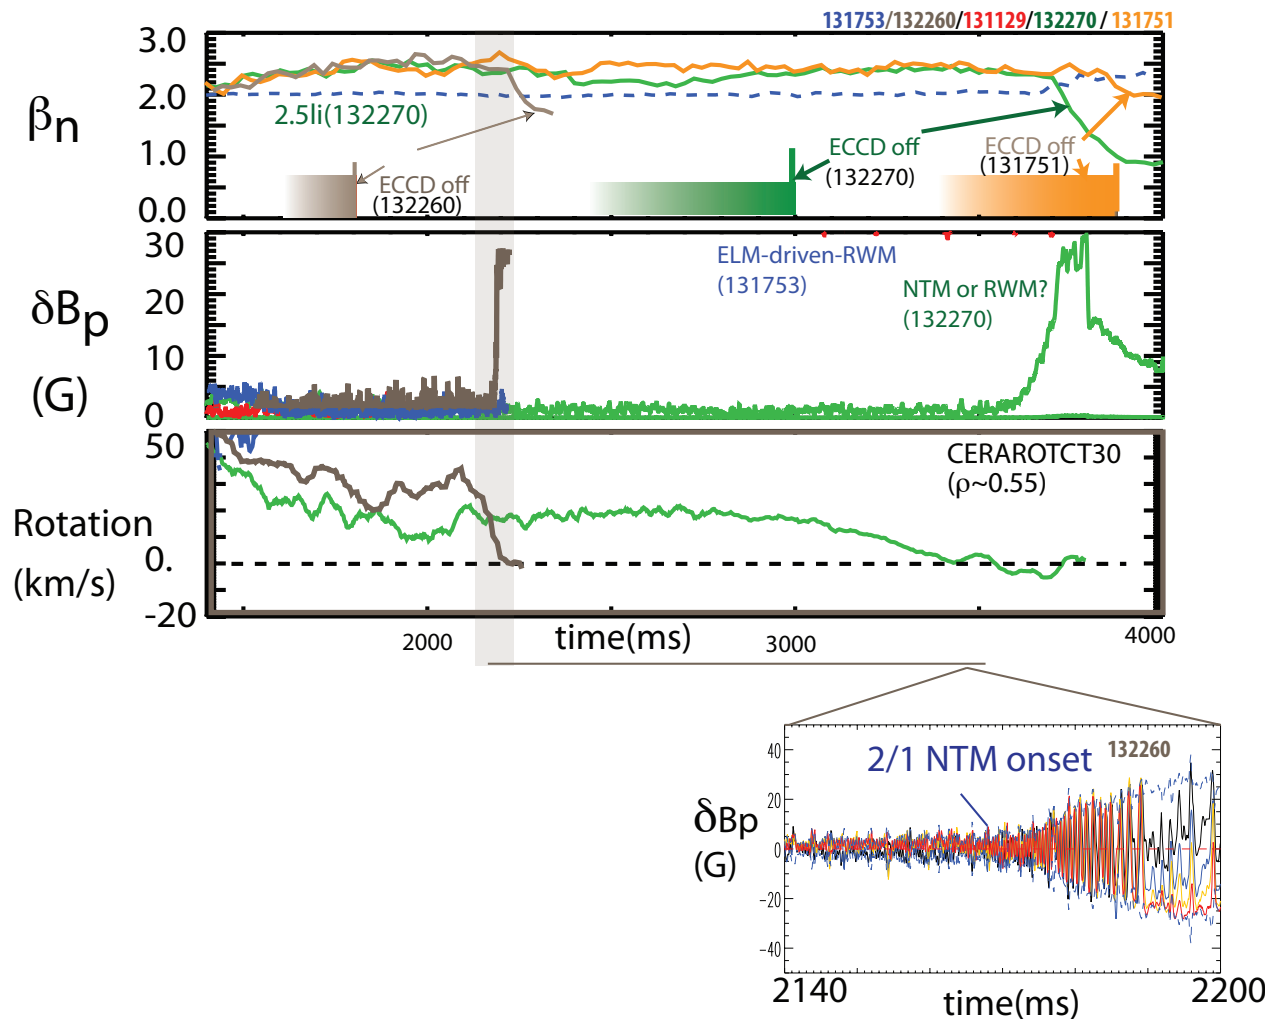 131753/132260/131129/132270 / 131751
3.0
2.0
1.0
0.0
βn
2.5li(132270)
ECCD off
(132260)
ECCD off
(132270)
ECCD off
(131751)
30
20
10
0
δBp
(G)
ELM-driven-RWM
(131753)
NTM or RWM?
(132270)
50
0.
-20
Rotation
(km/s)
CERAROTCT30
(ρ~0.55)
2000
time(ms)
3000
4000
40
20
0
-20
-40
2/1 NTM onset
132260
δBp
(G)
2140
time(ms)
2200